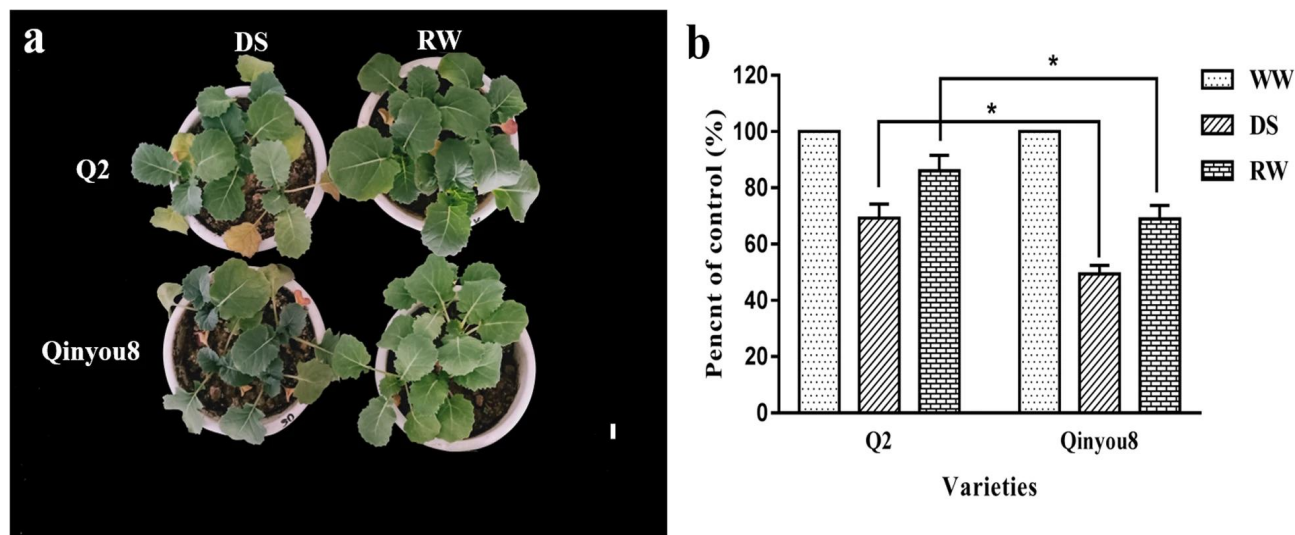 a
DS
RW
Q2
Qinyou8
b
Pencnt of control (%)
120
100
80
60
40
20
0
*
*
WW
DS
RW
Q2
Qinyou8
Varieties